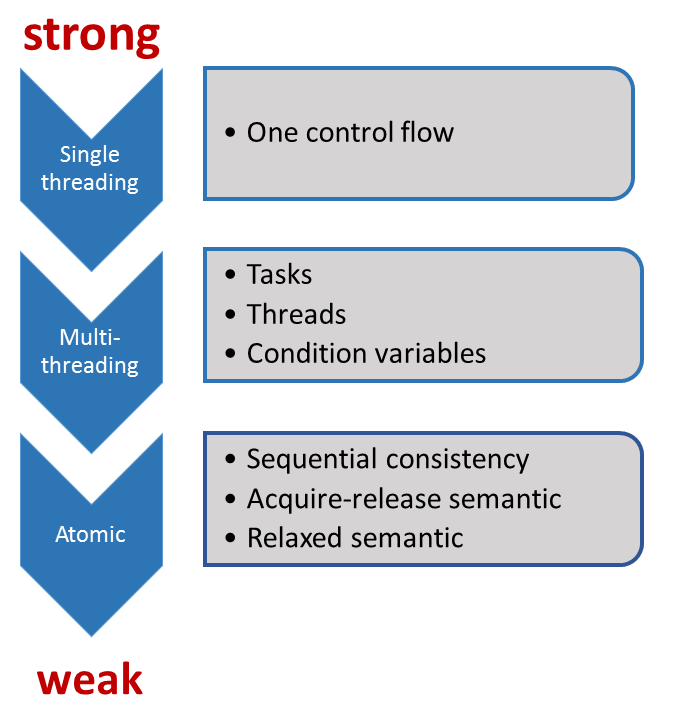 strong
Single
threading
• One control flow
Multi-
threading
• Tasks
• Threads
• Condition variables
Atomic
• Sequential consistency
• Acquire-release semantic
• Relaxed semantic
weak